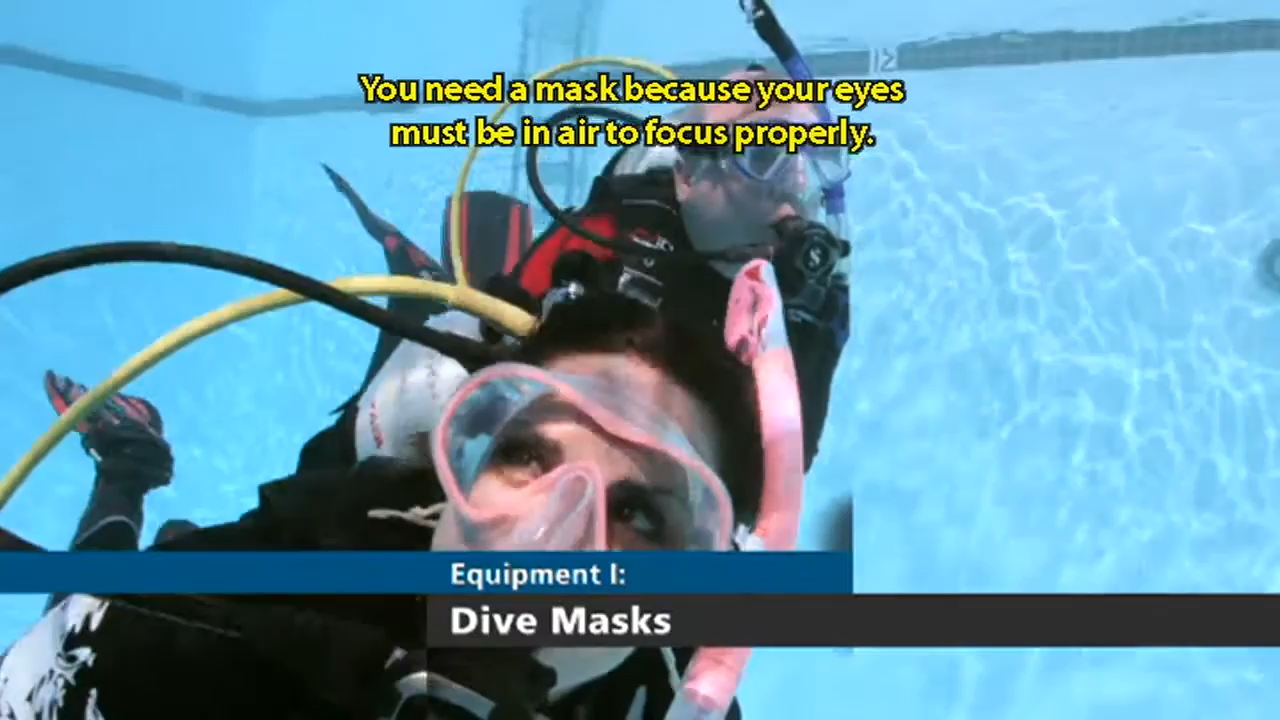 You need a mask because your eyes
must be in air to focus properly.
S
Equipment I:
Dive Masks